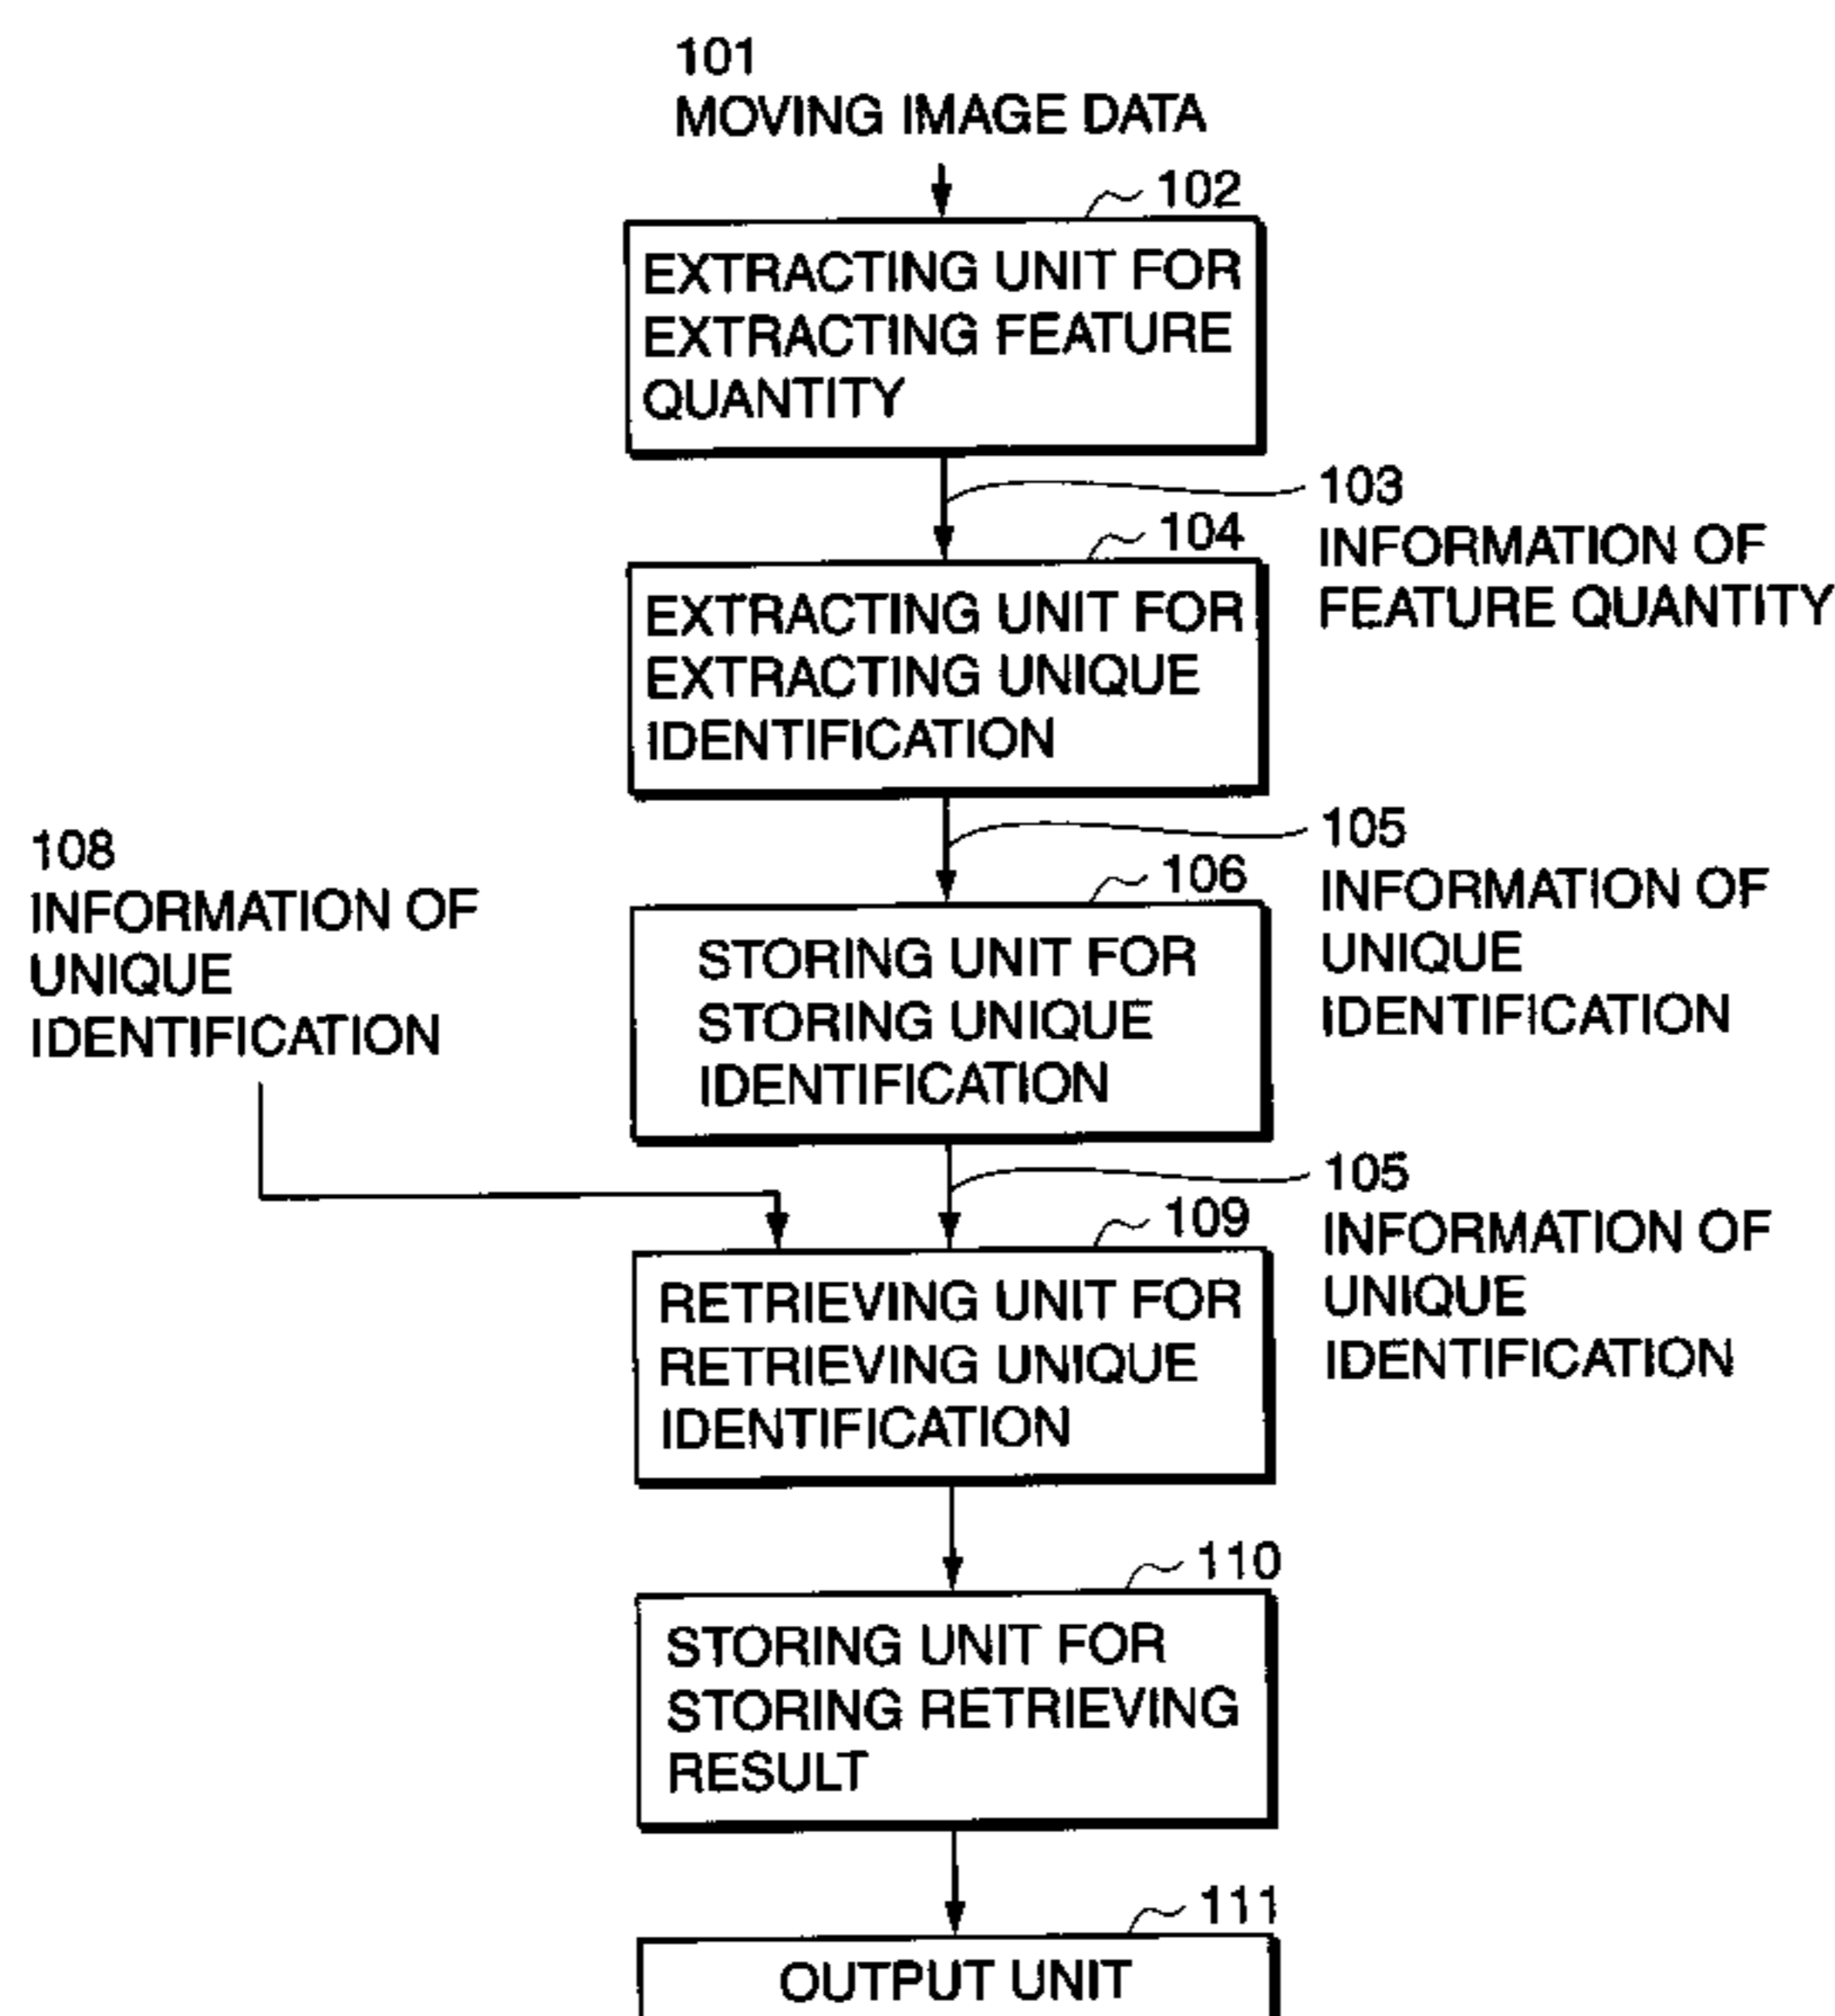 101
MOVING IMAGE DATA
102
EXTRACTING UNIT FOR
EXTRACTING FEATURE
QUANTITY
103
INFORMATION OF
FEATURE QUANTITY
104
EXTRACTING UNIT FOR
EXTRACTING UNIQUE
IDENTIFICATION
105
INFORMATION OF
UNIQUE
IDENTIFICATION
108
INFORMATION OF
UNIQUE
IDENTIFICATION
106
STORING UNIT FOR
STORING UNIQUE
IDENTIFICATION
105
INFORMATION OF
UNIQUE
IDENTIFICATION
109
RETRIEVING UNIT FOR
RETRIEVING UNIQUE
IDENTIFICATION
110
STORING UNIT FOR
STORING RETRIEVING
RESULT
111
OUTPUT UNIT